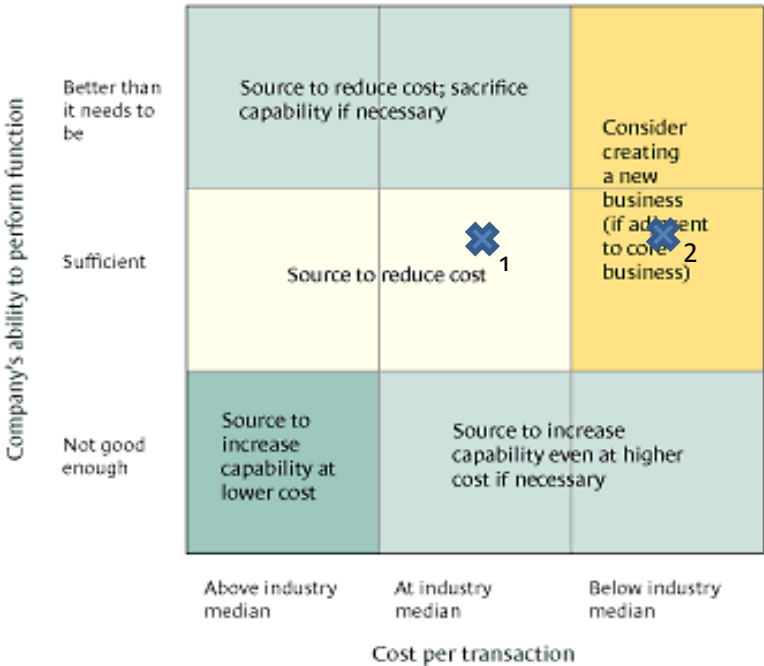 Company's ability to perform function
Better than
it needs to
be
Source to reduce cost; sacrifice
capability if necessary
Consider
creating
a new
business
(if adjacent
to core
business)
Sufficient
Source to reduce cost
1
2
Not good
enough
Source to
increase
capability at
lower cost
Source to increase
capability even at higher
cost if necessary
Above industry
median
At industry
median
Below industry
median
Cost per transaction